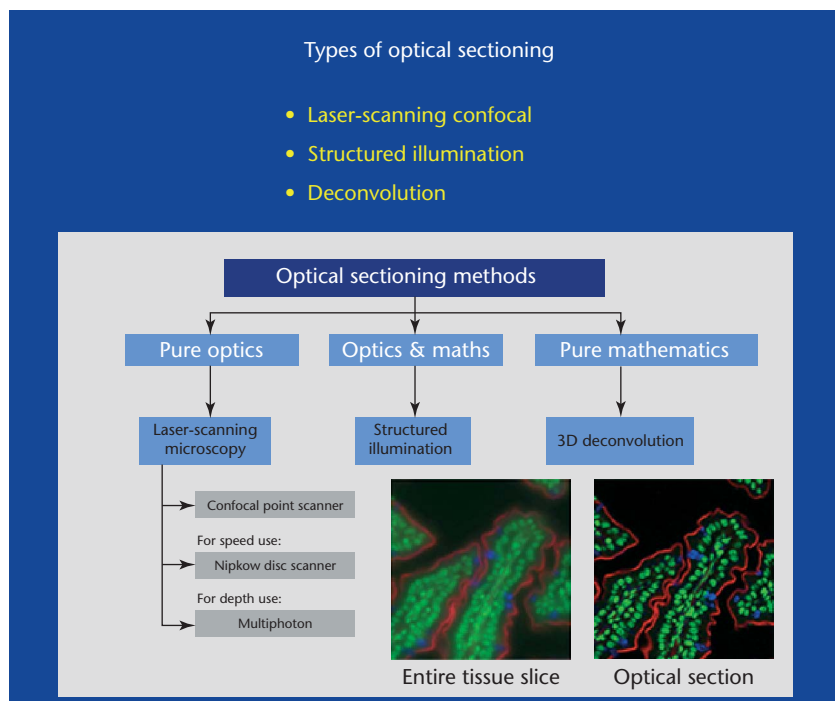 Types of optical sectioning
• Laser-scanning confocal
• Structured illumination
• Deconvolution
Optical sectioning methods
Pure optics
Optics & maths
Pure mathematics
Laser-scanning
microscopy
Structured
illumination
3D deconvolution
Confocal point scanner
For speed use:
Nipkow disc scanner
For depth use:
Multiphoton
Entire tissue slice
Optical section